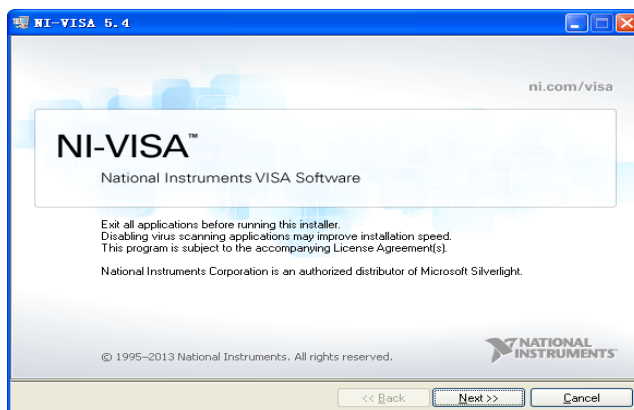 NI-VISA 5.4
ni.com/visa
NI-VISA™
National Instruments VISA Software
Exit all applications before running this installer.
Disabling virus scanning applications may improve installation speed.
This program is subject to the accompanying License Agreement(s).
National Instruments Corporation is an authorized distributor of Microsoft Silverlight.
© 1995–2013 National Instruments. All rights reserved.
NATIONAL
INSTRUMENTS™
<< Back
Next >>
Cancel